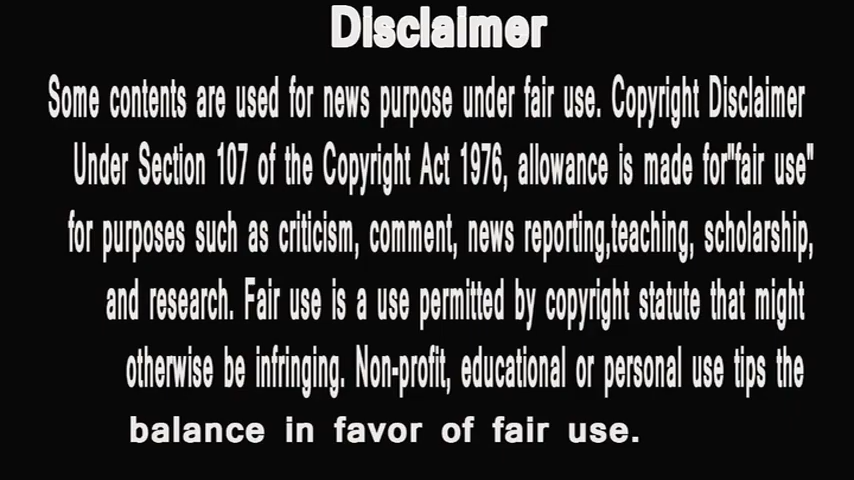 Disclaimer
Some contents are used for news purpose under fair use. Copyright Disclaimer
Under Section 107 of the Copyright Act 1976, allowance is made for"fair use"
for purposes such as criticism, comment, news reporting,teaching, scholarship,
and research. Fair use is a use permitted by copyright statute that might
otherwise be infringing. Non-profit, educational or personal use tips the
balance in favor of fair use.